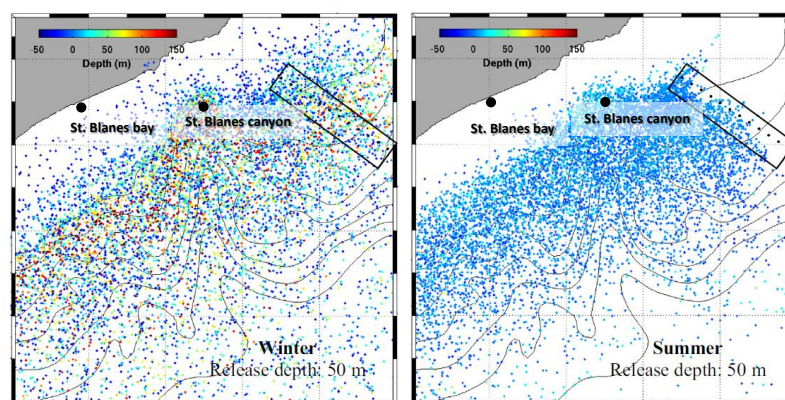 -50 0 50 100 150
Depth (m)
St. Blanes bay
St. Blanes canyon
Winter
Release depth: 50 m
-50 0 50 100 150
Depth (m)
St. Blanes bay
St. Blanes canyon
Summer
Release depth: 50 m